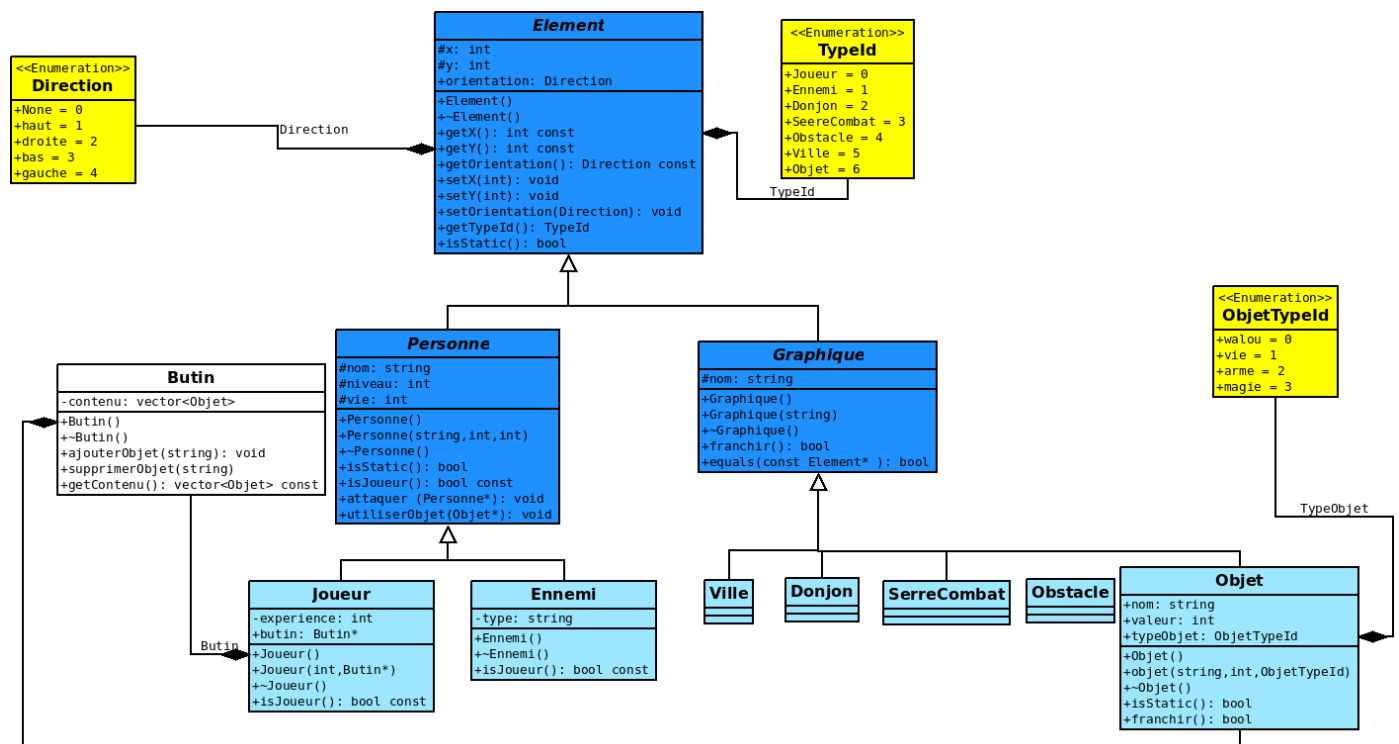 Element
#x: int
#y: int
+orientation: Direction
+Element()
+~Element()
+getX(): int const
+getY(): int const
+getOrientation(): Direction const
+setX(int): void
+setY(int): void
+setOrientation(Direction): void
+getTypeId(): TypeId
+isStatic(): bool
<<Enumeration>>
TypeId
+Joueur = 0
+Ennemi = 1
+Donjon = 2
+SeereCombat = 3
+Obstacle = 4
+Ville = 5
+Objet = 6
TypeId
<<Enumeration>>
Direction
+None = 0
+haut = 1
+droite = 2
+bas = 3
+gauche = 4
Direction
<<Enumeration>>
ObjetTypeId
+walou = 0
+vie = 1
+arme = 2
+magie = 3
TypeObjet
Personne
#nom: string
#niveau: int
#vie: int
+Personne()
+Personne(string,int,int)
+~Personne()
+isStatic(): bool
+isJoueur(): bool const
+attaquer (Personne*): void
+utiliserObjet(Objet*): void
Graphique
#nom: string
+Graphique()
+Graphique(string)
+~Graphique()
+franchir(): bool
+equals(const Element* ): bool
Butin
-contenu: vector<Objet>
+Butin()
+~Butin()
+ajouterObjet(string): void
+supprimerObjet(string)
+getContenu(): vector<Objet> const
Butin
Joueur
-experience: int
+butin: Butin*
+Joueur()
+Joueur(int,Butin*)
+~Joueur()
+isJoueur(): bool const
Ennemi
-type: string
+Ennemi()
+~Ennemi()
+isJoueur(): bool const
Ville
Donjon
SerreCombat
Obstacle
Objet
+nom: string
+valeur: int
+typeObjet: ObjetTypeId
+Objet()
+objet(string,int,ObjetTypeId)
+~Objet()
+isStatic(): bool
+franchir(): bool